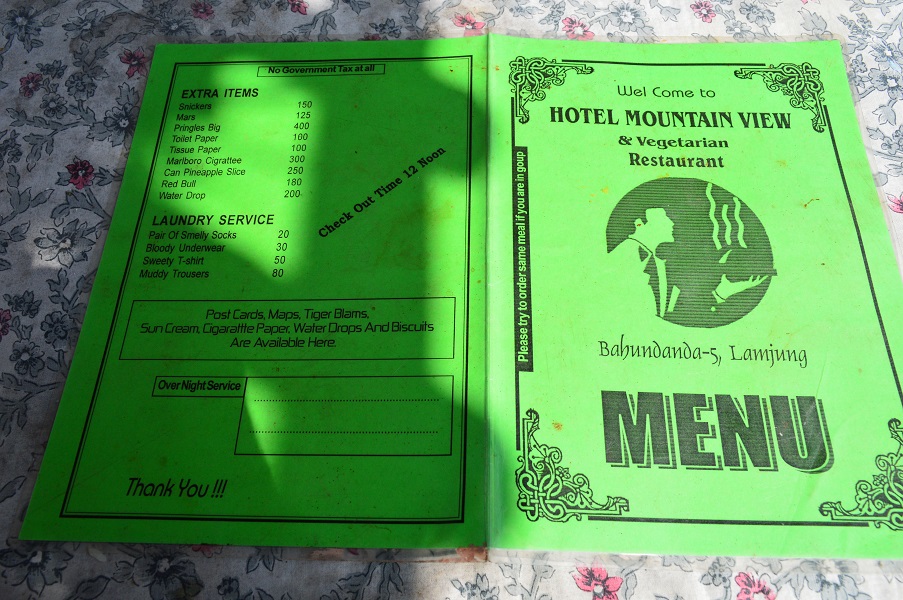 No Government Tax at all
EXTRA ITEMS
Snickers 150
Mars 125
Pringles Big 400
Toilet Paper 100
Tissue Paper 100
Marlboro Cigrattee 300
Can Pineapple Slice 250
Red Bull 180
Water Drop 200
Check Out Time 12 Noon
LAUNDRY SERVICE
Pair Of Smelly Socks 20
Bloody Underwear 30
Sweety T-shirt 50
Muddy Trousers 80
Post Cards, Maps, Tiger Blams,
Sun Cream, Cigarattte Paper, Water Drops And Biscuits
Are Available Here.
Over Night Service
Thank You !!!
Please try to order same meal if you are in goup
Wel Come to
HOTEL MOUNTAIN VIEW
& Vegetarian
Restaurant
Bahundanda-5, Lamjung
MENU